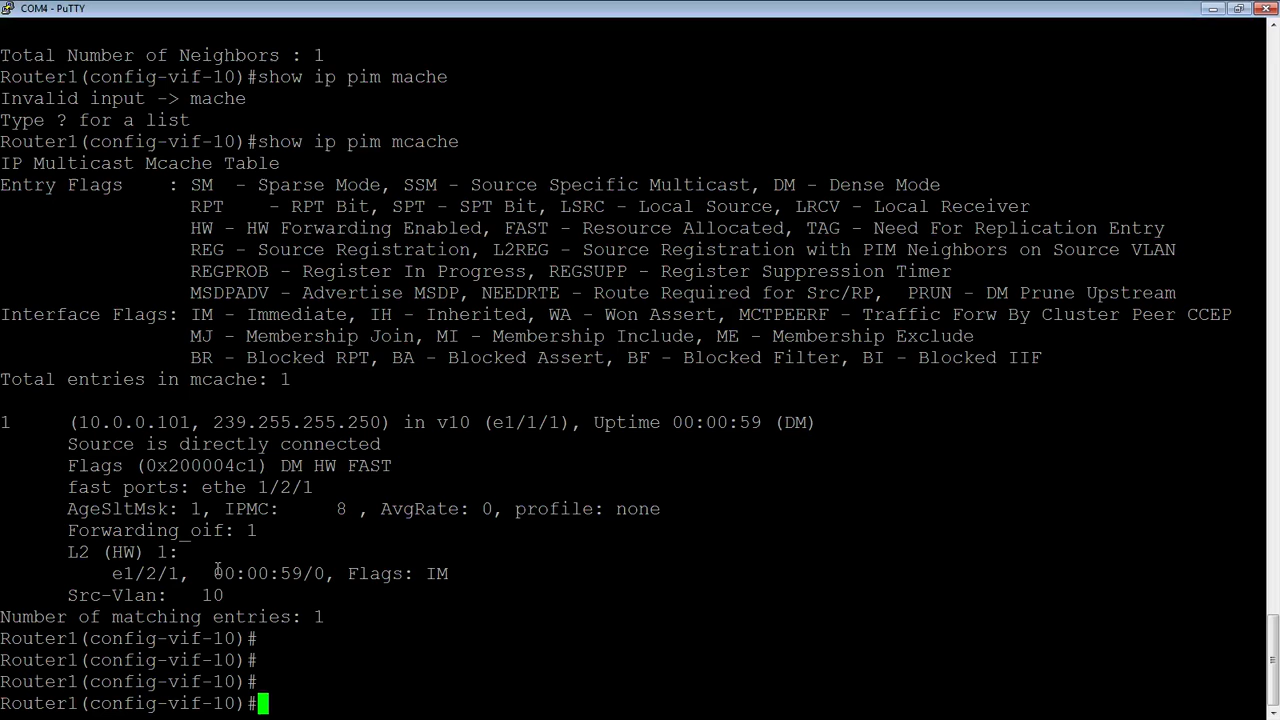 COM4 - PuTTY
Total Number of Neighbors : 1
Router1(config-vif-10)#show ip pim mache
Invalid input -> mache
Type ? for a list
Router1(config-vif-10)#show ip pim mcache
IP Multicast Mcache Table
Entry Flags    : SM  - Sparse Mode, SSM - Source Specific Multicast, DM - Dense Mode
                 RPT    - RPT Bit, SPT - SPT Bit, LSRC - Local Source, LRCV - Local Receiver
                 HW - HW Forwarding Enabled, FAST - Resource Allocated, TAG - Need For Replication Entry
                 REG - Source Registration, L2REG - Source Registration with PIM Neighbors on Source VLAN
                 REGPROB - Register In Progress, REGSUPP - Register Suppression Timer
                 MSDPADV - Advertise MSDP, NEEDRTE - Route Required for Src/RP,  PRUN - DM Prune Upstream
Interface Flags: IM - Immediate, IH - Inherited, WA - Won Assert, MCTPEERF - Traffic Forw By Cluster Peer CCEP
                 MJ - Membership Join, MI - Membership Include, ME - Membership Exclude
                 BR - Blocked RPT, BA - Blocked Assert, BF - Blocked Filter, BI - Blocked IIF
Total entries in mcache: 1
1     (10.0.0.101, 239.255.255.250) in v10 (e1/1/1), Uptime 00:00:59 (DM)
      Source is directly connected
      Flags (0x200004c1) DM HW FAST
      fast ports: ethe 1/2/1
      AgeSltMsk: 1, IPMC:     8 , AvgRate: 0, profile: none
      Forwarding_oif: 1
      L2 (HW) 1:
          e1/2/1,  00:00:59/0, Flags: IM
      Src-Vlan:   10
Number of matching entries: 1
Router1(config-vif-10)#
Router1(config-vif-10)#
Router1(config-vif-10)#
Router1(config-vif-10)#